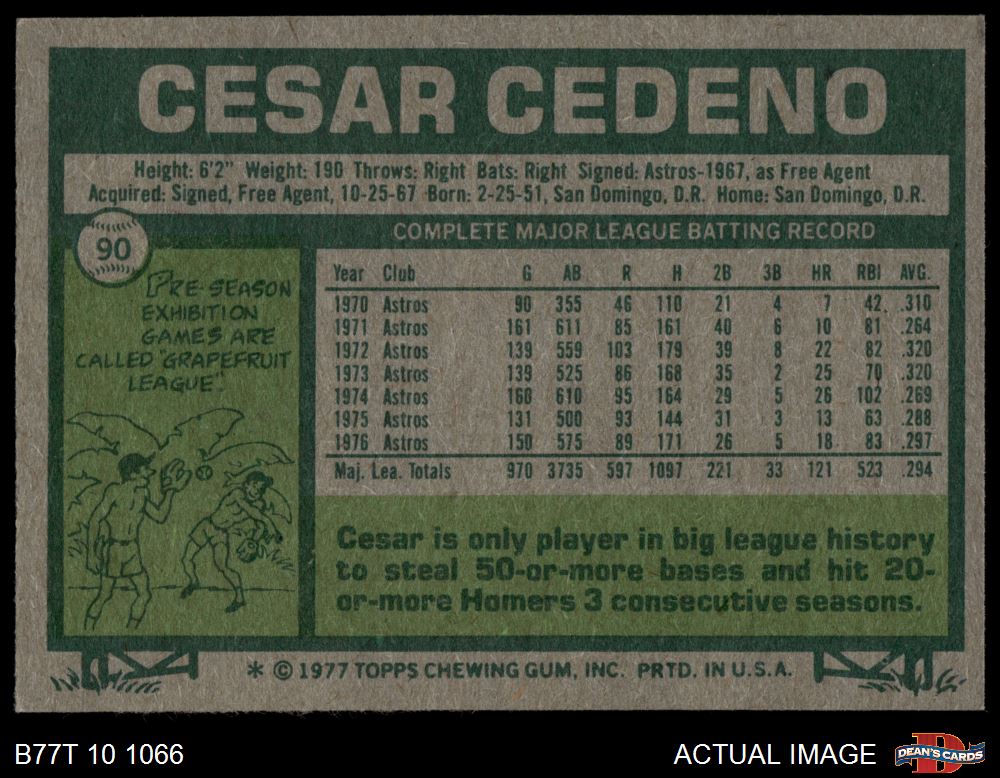 CESAR CEDENO
Height: 6'2" Weight: 190 Throws: Right Bats: Right Signed: Astros-1967, as Free Agent
Acquired: Signed, Free Agent, 10-25-67 Born: 2-25-51, San Domingo, D.R. Home: San Domingo, D.R.
90
PRE-SEASON
EXHIBITION
GAMES ARE
CALLED "GRAPEFRUIT
LEAGUE".
COMPLETE MAJOR LEAGUE BATTING RECORD
Year Club G AB R H 2B 3B HR RBI AVG.
1970 Astros 90 355 46 110 21 4 7 42 .310
1971 Astros 161 611 85 161 40 6 10 81 .264
1972 Astros 139 559 103 179 39 8 22 82 .320
1973 Astros 139 525 86 168 35 2 25 70 .320
1974 Astros 160 610 95 164 29 5 26 102 .269
1975 Astros 131 500 93 144 31 3 13 63 .288
1976 Astros 150 575 89 171 26 5 18 83 .297
Maj. Lea. Totals 970 3735 597 1097 221 33 121 523 .294
Cesar is only player in big league history
to steal 50-or-more bases and hit 20-
or-more Homers 3 consecutive seasons.
* © 1977 TOPPS CHEWING GUM, INC. PRTD. IN U.S.A.
B77T 10 1066
ACTUAL IMAGE
DEAN'S CARDS